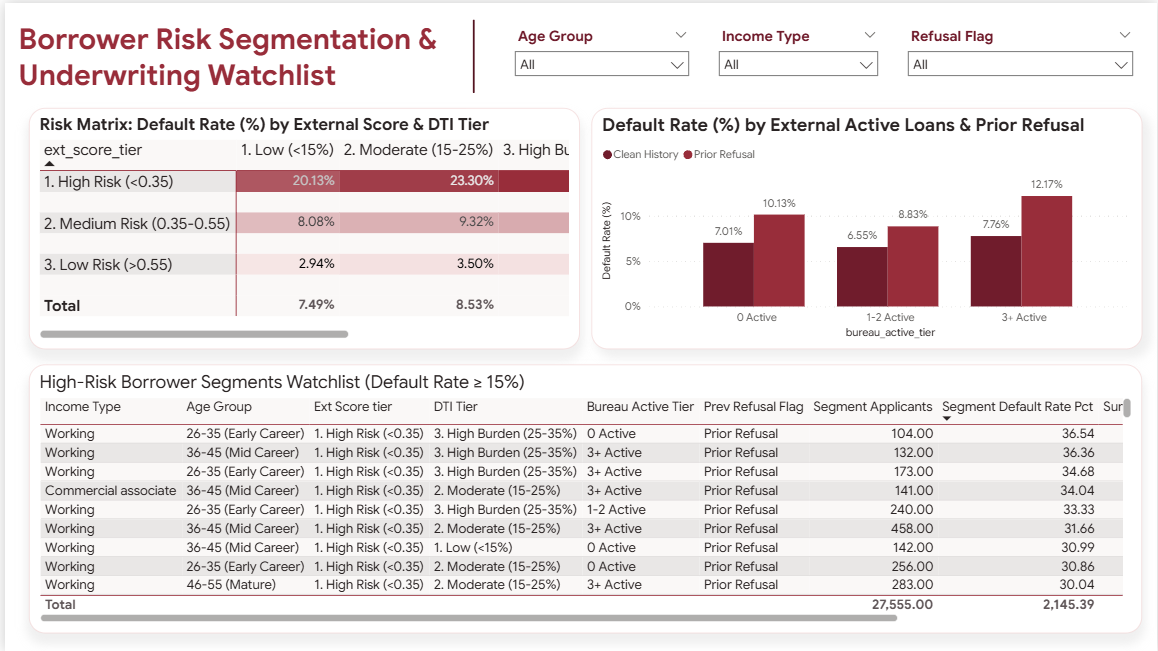 Borrower Risk Segmentation &
Underwriting Watchlist
Age Group
All
Income Type
All
Refusal Flag
All
Risk Matrix: Default Rate (%) by External Score & DTI Tier
ext_score_tier 1. Low (<15%) 2. Moderate (15-25%) 3. High Bu
1. High Risk (<0.35) 20.13% 23.30%
2. Medium Risk (0.35-0.55) 8.08% 9.32%
3. Low Risk (>0.55) 2.94% 3.50%
Total 7.49% 8.53%
Default Rate (%) by External Active Loans & Prior Refusal
Clean History Prior Refusal
Default Rate (%)
10%
5%
0%
7.01% 10.13% 6.55% 8.83% 7.76% 12.17%
0 Active 1-2 Active 3+ Active
bureau_active_tier
High-Risk Borrower Segments Watchlist (Default Rate ≥ 15%)
Income Type Age Group Ext Score tier DTI Tier Bureau Active Tier Prev Refusal Flag Segment Applicants Segment Default Rate Pct Sur
Working 26-35 (Early Career) 1. High Risk (<0.35) 3. High Burden (25-35%) 0 Active Prior Refusal 104.00 36.54
Working 36-45 (Mid Career) 1. High Risk (<0.35) 3. High Burden (25-35%) 3+ Active Prior Refusal 132.00 36.36
Working 26-35 (Early Career) 1. High Risk (<0.35) 3. High Burden (25-35%) 3+ Active Prior Refusal 173.00 34.68
Commercial associate 36-45 (Mid Career) 1. High Risk (<0.35) 2. Moderate (15-25%) 3+ Active Prior Refusal 141.00 34.04
Working 26-35 (Early Career) 1. High Risk (<0.35) 3. High Burden (25-35%) 1-2 Active Prior Refusal 240.00 33.33
Working 36-45 (Mid Career) 1. High Risk (<0.35) 2. Moderate (15-25%) 3+ Active Prior Refusal 458.00 31.66
Working 36-45 (Mid Career) 1. High Risk (<0.35) 1. Low (<15%) 0 Active Prior Refusal 142.00 30.99
Working 26-35 (Early Career) 1. High Risk (<0.35) 2. Moderate (15-25%) 0 Active Prior Refusal 256.00 30.86
Working 46-55 (Mature) 1. High Risk (<0.35) 2. Moderate (15-25%) 3+ Active Prior Refusal 283.00 30.04
Total 27,555.00 2,145.39